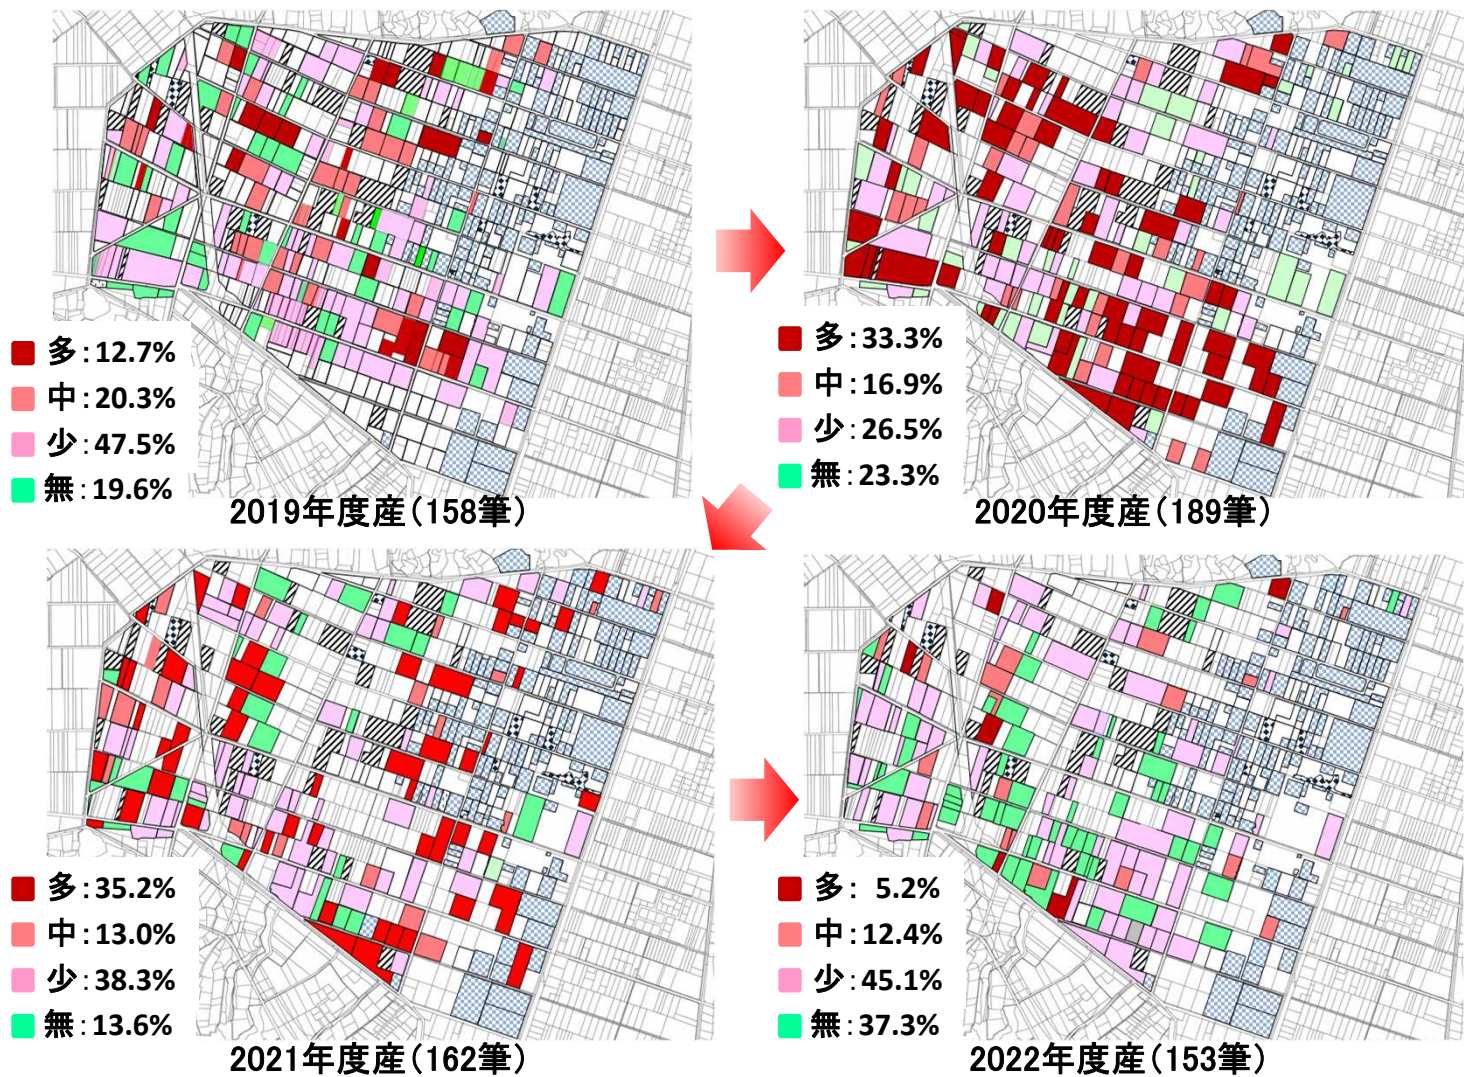 多：12.7%
中：20.3%
少：47.5%
無：19.6%
2019年度産（158筆）
多：33.3%
中：16.9%
少：26.5%
無：23.3%
2020年度産（189筆）
多：35.2%
中：13.0%
少：38.3%
無：13.6%
2021年度産（162筆）
多： 5.2%
中：12.4%
少：45.1%
無：37.3%
2022年度産（153筆）